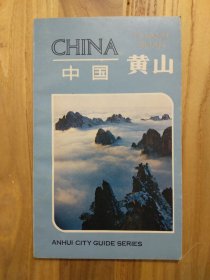 CHINA
中国 黄山
ANHUI CITY GUIDE SERIES